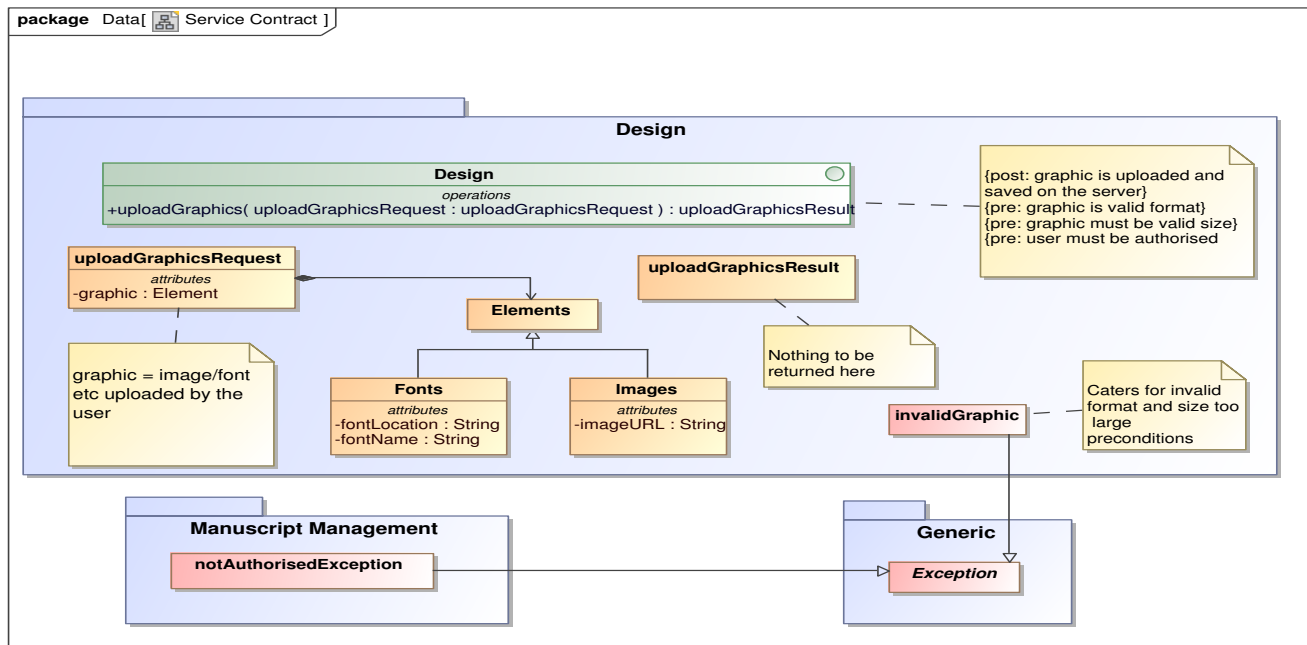 package Data[ Service Contract ]
Design
Design
operations
+uploadGraphics( uploadGraphicsRequest : uploadGraphicsRequest ) : uploadGraphicsResult
{post: graphic is uploaded and
saved on the server}
{pre: graphic is valid format}
{pre: graphic must be valid size}
{pre: user must be authorised
uploadGraphicsRequest
attributes
-graphic : Element
uploadGraphicsResult
Elements
Nothing to be
returned here
graphic = image/font
etc uploaded by the
user
Fonts
attributes
-fontLocation : String
-fontName : String
Images
attributes
-imageURL : String
invalidGraphic
Caters for invalid
format and size too
large
preconditions
Manuscript Management
notAuthorisedException
Generic
Exception